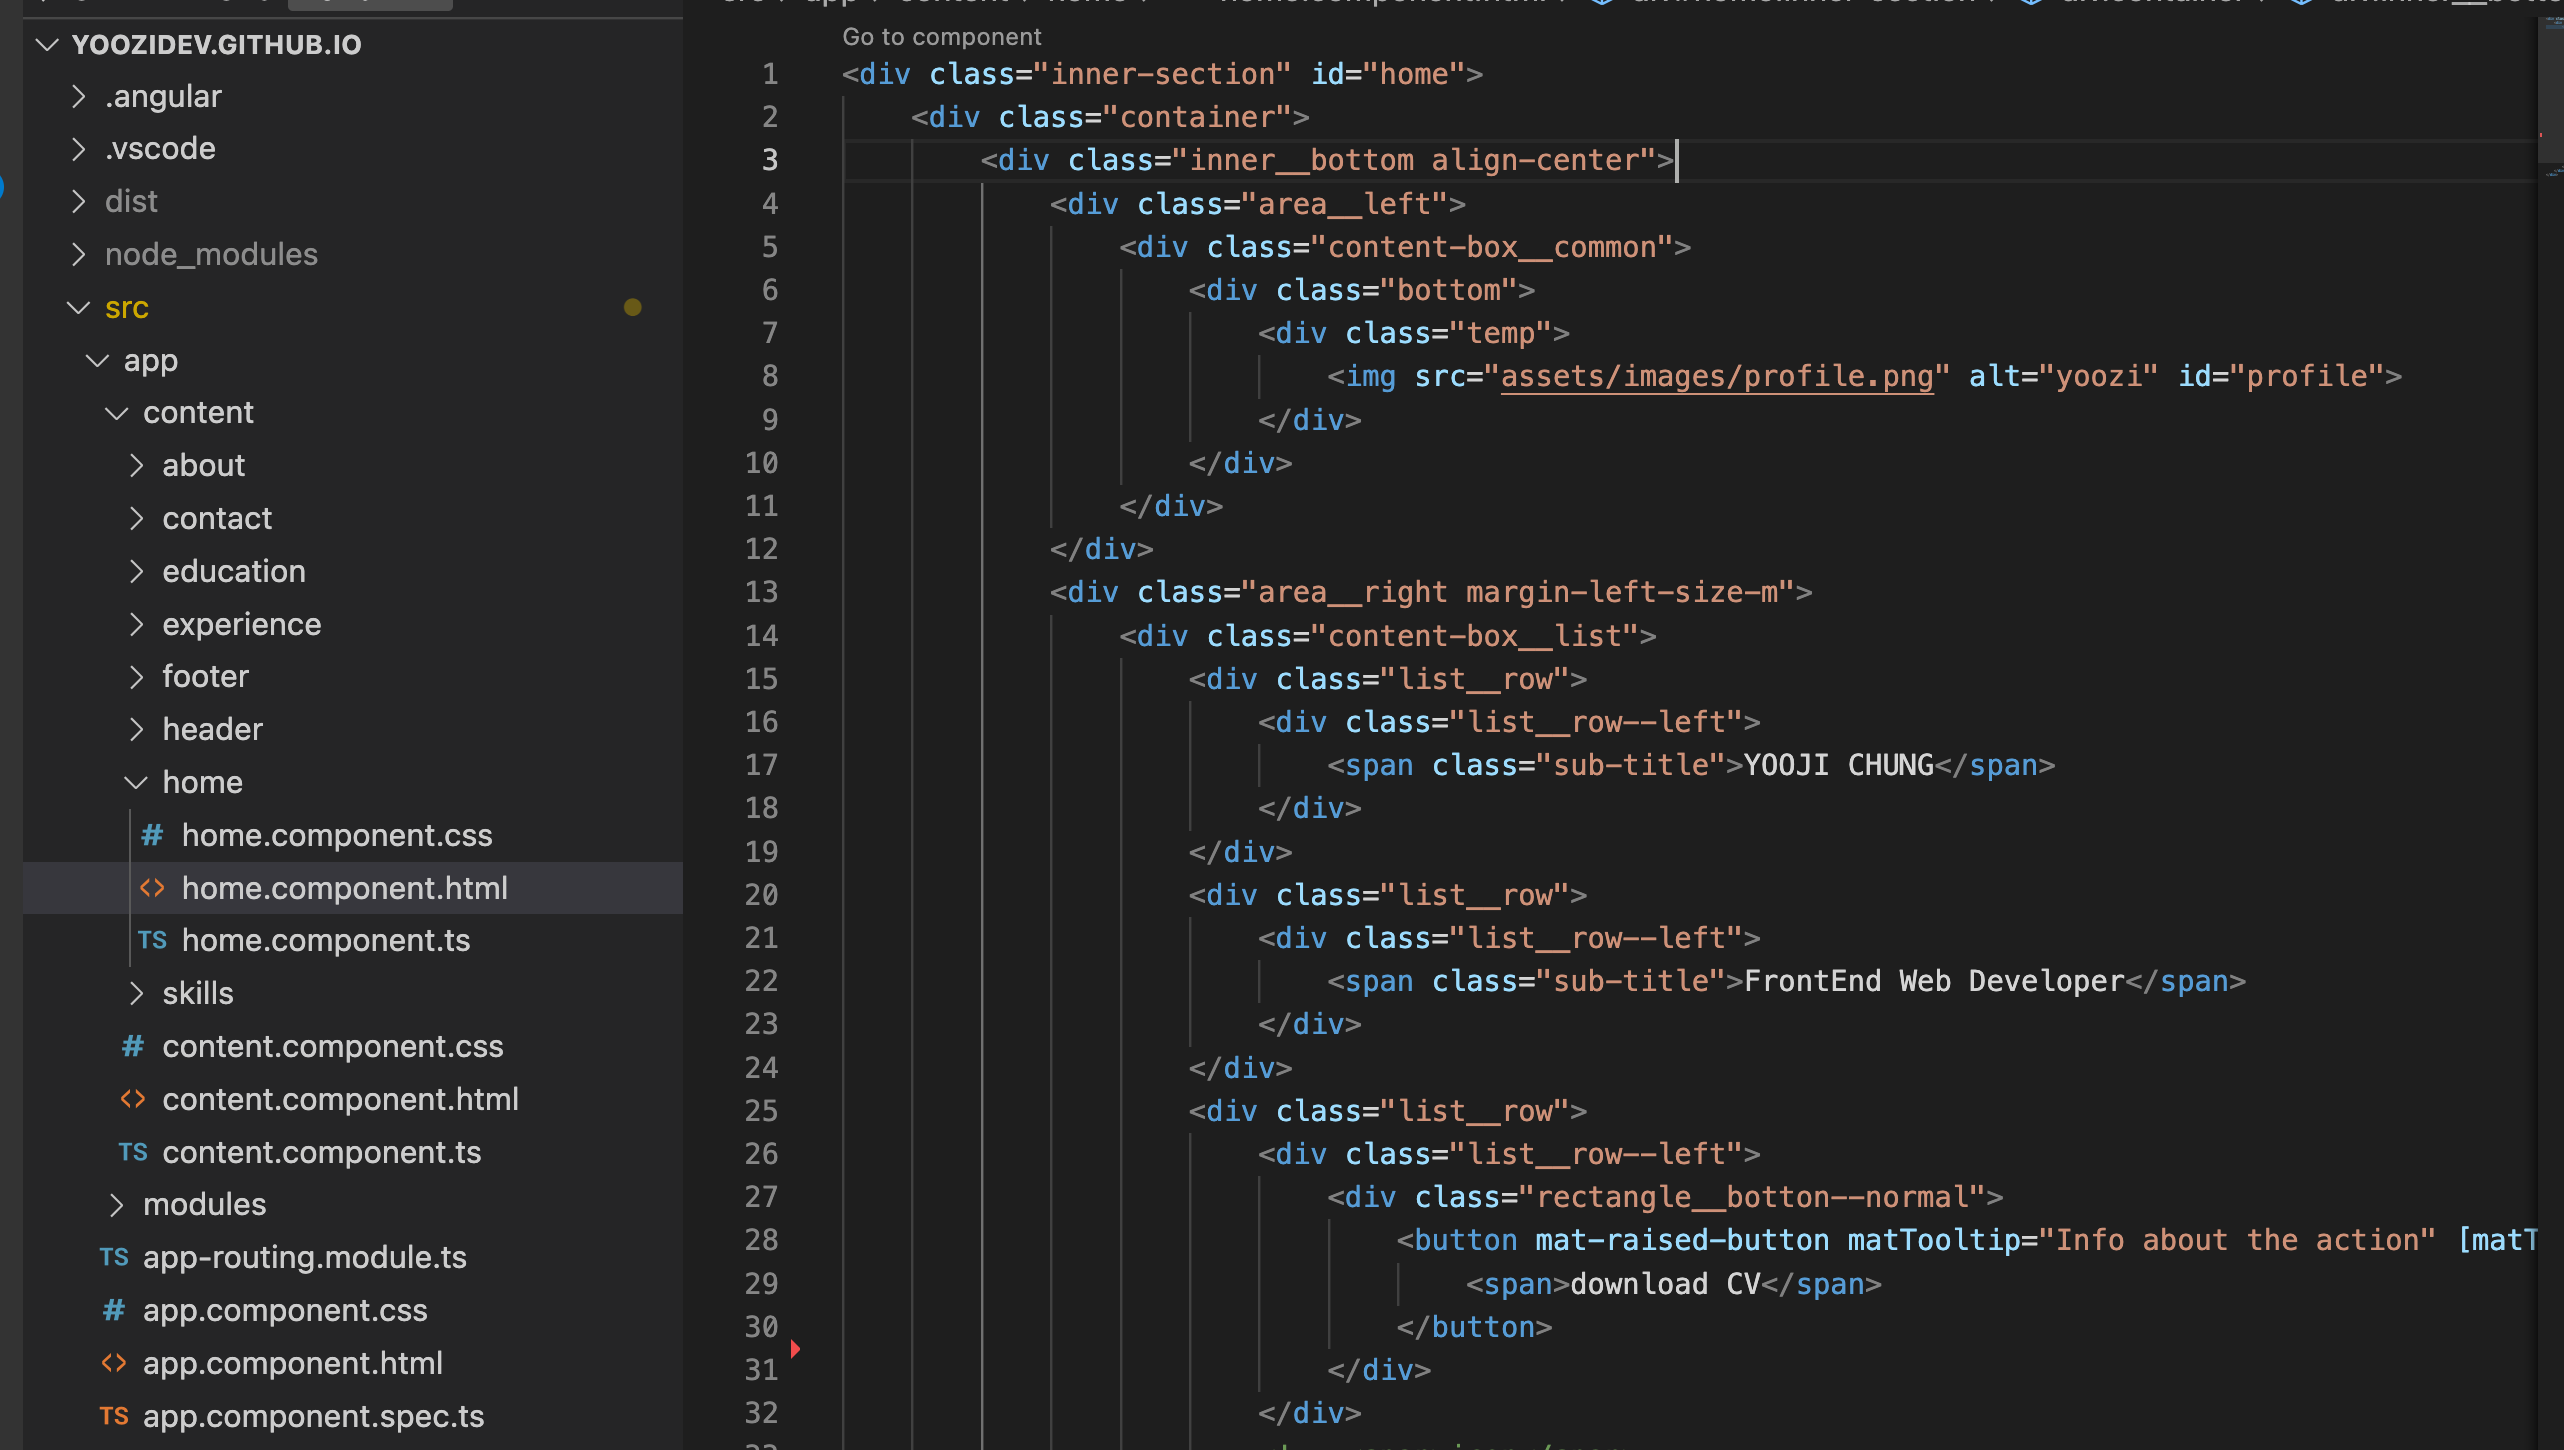 YOOZIDEV.GITHUB.IO
.angular
.vscode
dist
node_modules
src
app
content
about
contact
education
experience
footer
header
home
# home.component.css
<> home.component.html
TS home.component.ts
skills
# content.component.css
<> content.component.html
TS content.component.ts
modules
TS app-routing.module.ts
# app.component.css
<> app.component.html
TS app.component.spec.ts
Go to component
1 <div class="inner-section" id="home">
2 <div class="container">
3 <div class="inner__bottom align-center">
4 <div class="area__left">
5 <div class="content-box__common">
6 <div class="bottom">
7 <div class="temp">
8 <img src="assets/images/profile.png" alt="yoozi" id="profile">
9 </div>
10 </div>
11 </div>
12 </div>
13 <div class="area__right margin-left-size-m">
14 <div class="content-box__list">
15 <div class="list__row">
16 <div class="list__row--left">
17 <span class="sub-title">YOOJI CHUNG</span>
18 </div>
19 </div>
20 <div class="list__row">
21 <div class="list__row--left">
22 <span class="sub-title">FrontEnd Web Developer</span>
23 </div>
24 </div>
25 <div class="list__row">
26 <div class="list__row--left">
27 <div class="rectangle__botton--normal">
28 <button mat-raised-button matTooltip="Info about the action" [matT
29 <span>download CV</span>
30 </button>
31 </div>
32 </div>